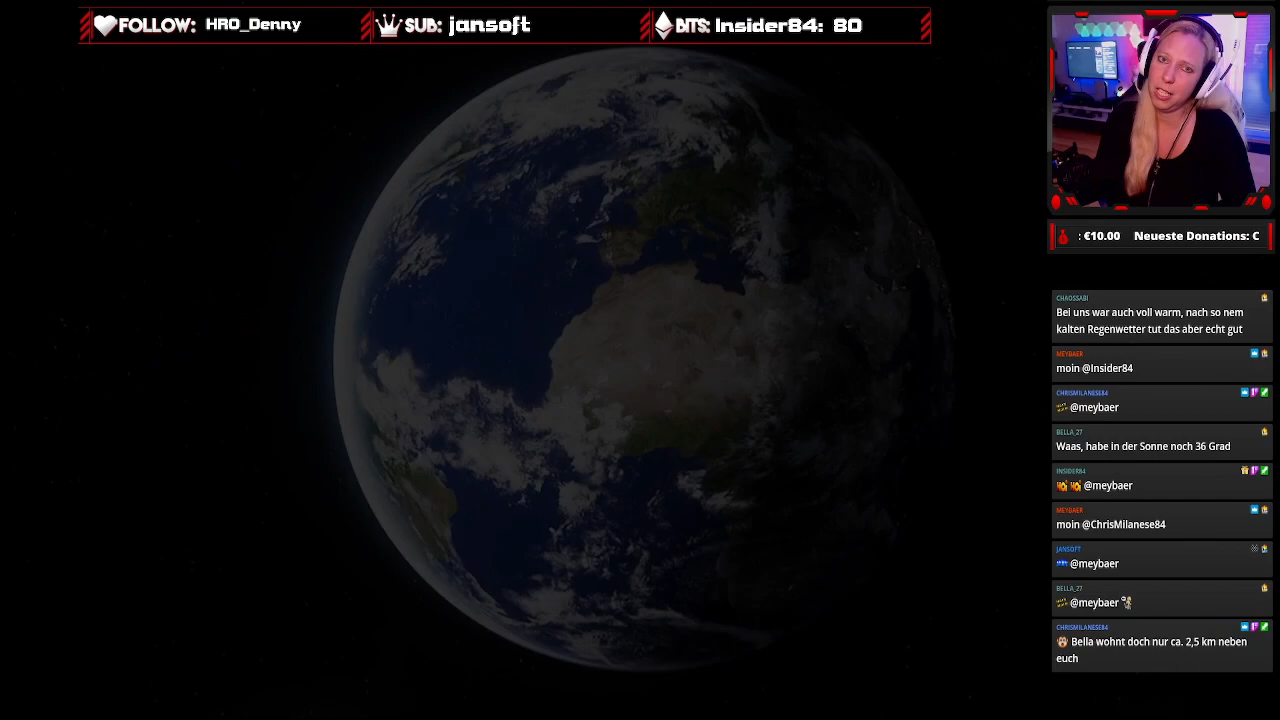 FOLLOW: HRO_Denny
SUB: jansoft
BITS: Insider84: 80
: €10.00 Neueste Donations: C
CHAOSSABI
Bei uns war auch voll warm, nach so nem
kalten Regenwetter tut das aber echt gut
MEYBAER
moin @Insider84
CHRISMILANESE84
@meybaer
BELLA_27
Waas, habe in der Sonne noch 36 Grad
INSIDER84
@meybaer
MEYBAER
moin @ChrisMilanese84
JANSOFT
@meybaer
BELLA_27
@meybaer
CHRISMILANESE84
Bella wohnt doch nur ca. 2,5 km neben
euch